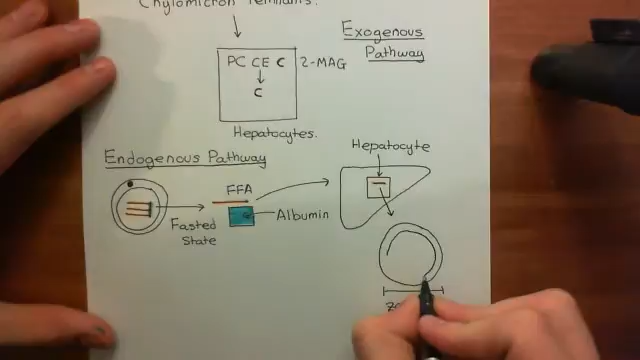 Chylomicron remnants.
Exogenous
Pathway
PC CE C 2-MAG
C
Hepatocytes.
Endogenous Pathway
Hepatocyte
FFA
Albumin
Fasted
State